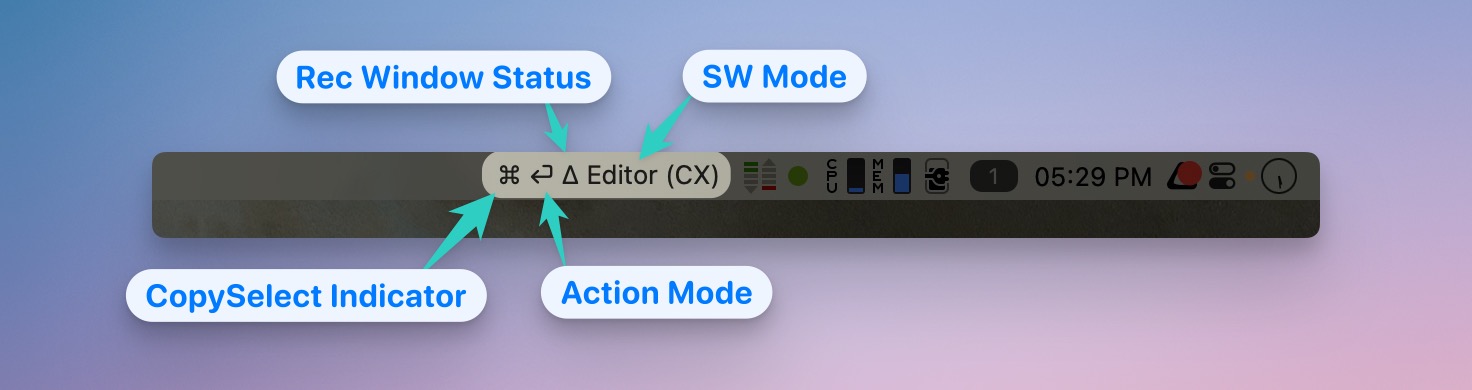 Rec Window Status
SW Mode
⌘ ⏎ Δ Editor (CX) CPU MEM 1 05:29 PM
CopySelect Indicator
Action Mode